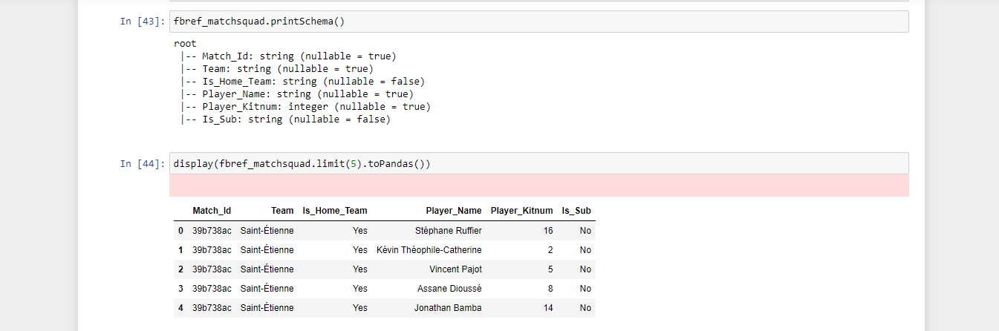 In [43]: fbref_matchsquad.printSchema()
root
|-- Match_Id: string (nullable = true)
|-- Team: string (nullable = true)
|-- Is_Home_Team: string (nullable = false)
|-- Player_Name: string (nullable = true)
|-- Player_Kitnum: integer (nullable = true)
|-- Is_Sub: string (nullable = false)
In [44]: display(fbref_matchsquad.limit(5).toPandas())
Match_Id Team Is_Home_Team Player_Name Player_Kitnum Is_Sub
0 39b738ac Saint-Étienne Yes Stéphane Ruffier 16 No
1 39b738ac Saint-Étienne Yes Kévin Théophile-Catherine 2 No
2 39b738ac Saint-Étienne Yes Vincent Pajot 5 No
3 39b738ac Saint-Étienne Yes Assane Dioussé 8 No
4 39b738ac Saint-Étienne Yes Jonathan Bamba 14 No